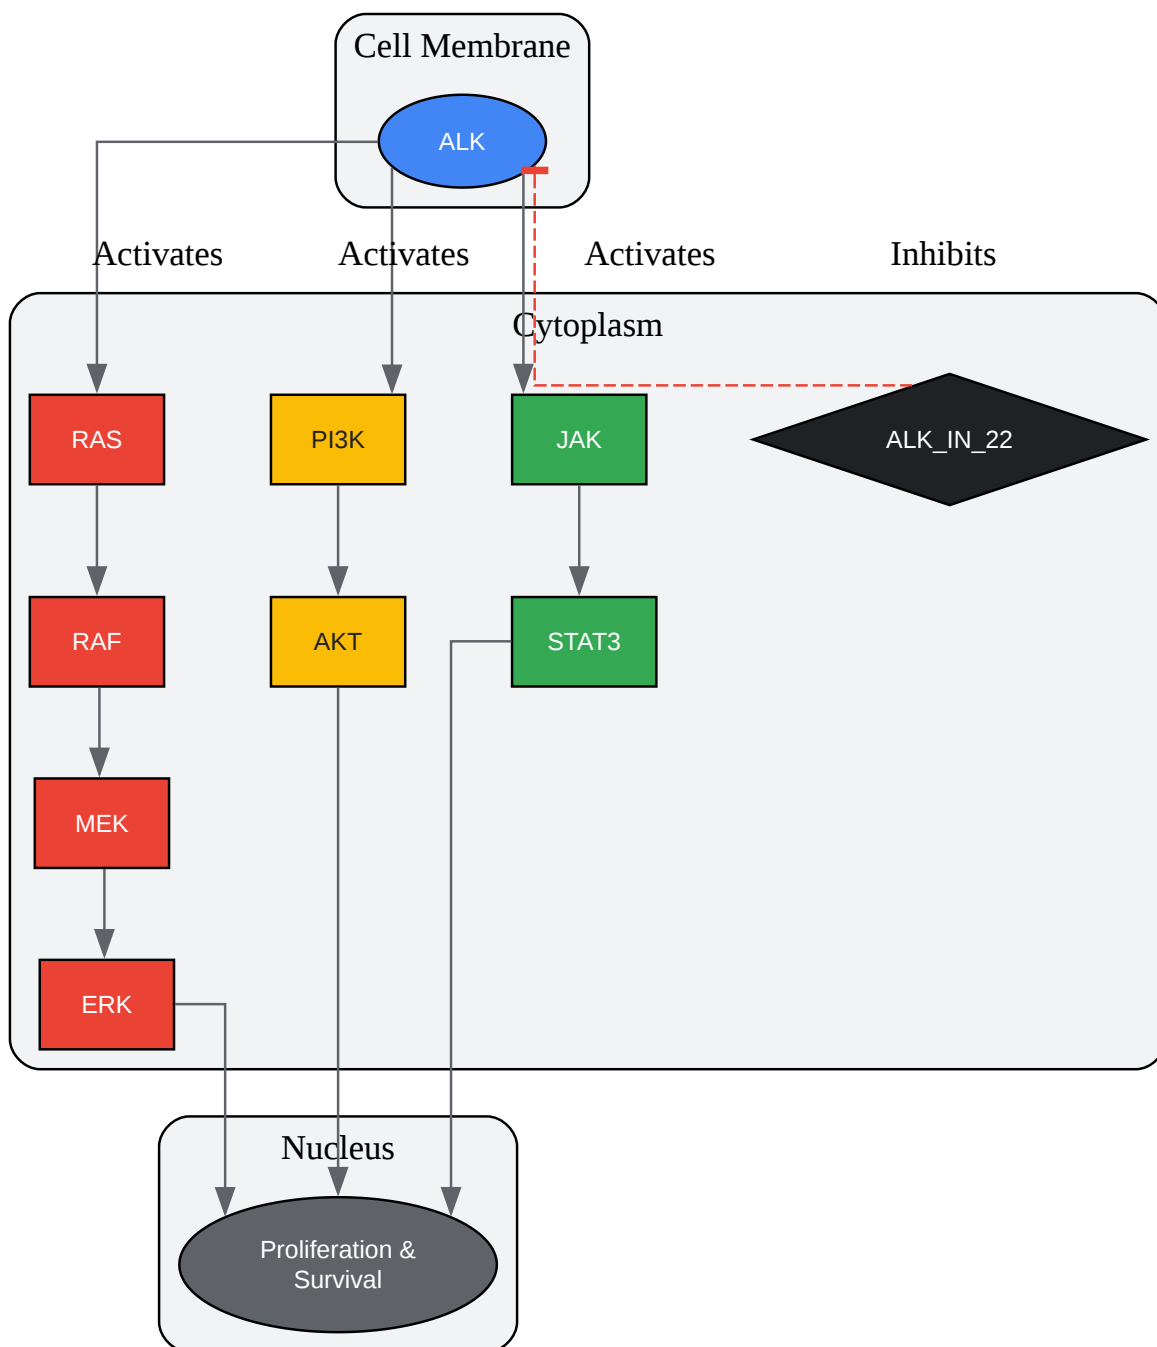 Cell Membrane
ALK
Activates
Activates
Activates
Inhibits
Cytoplasm
RAS
PI3K
JAK
ALK_IN_22
RAF
AKT
STAT3
MEK
ERK
Nucleus
Proliferation &
Survival